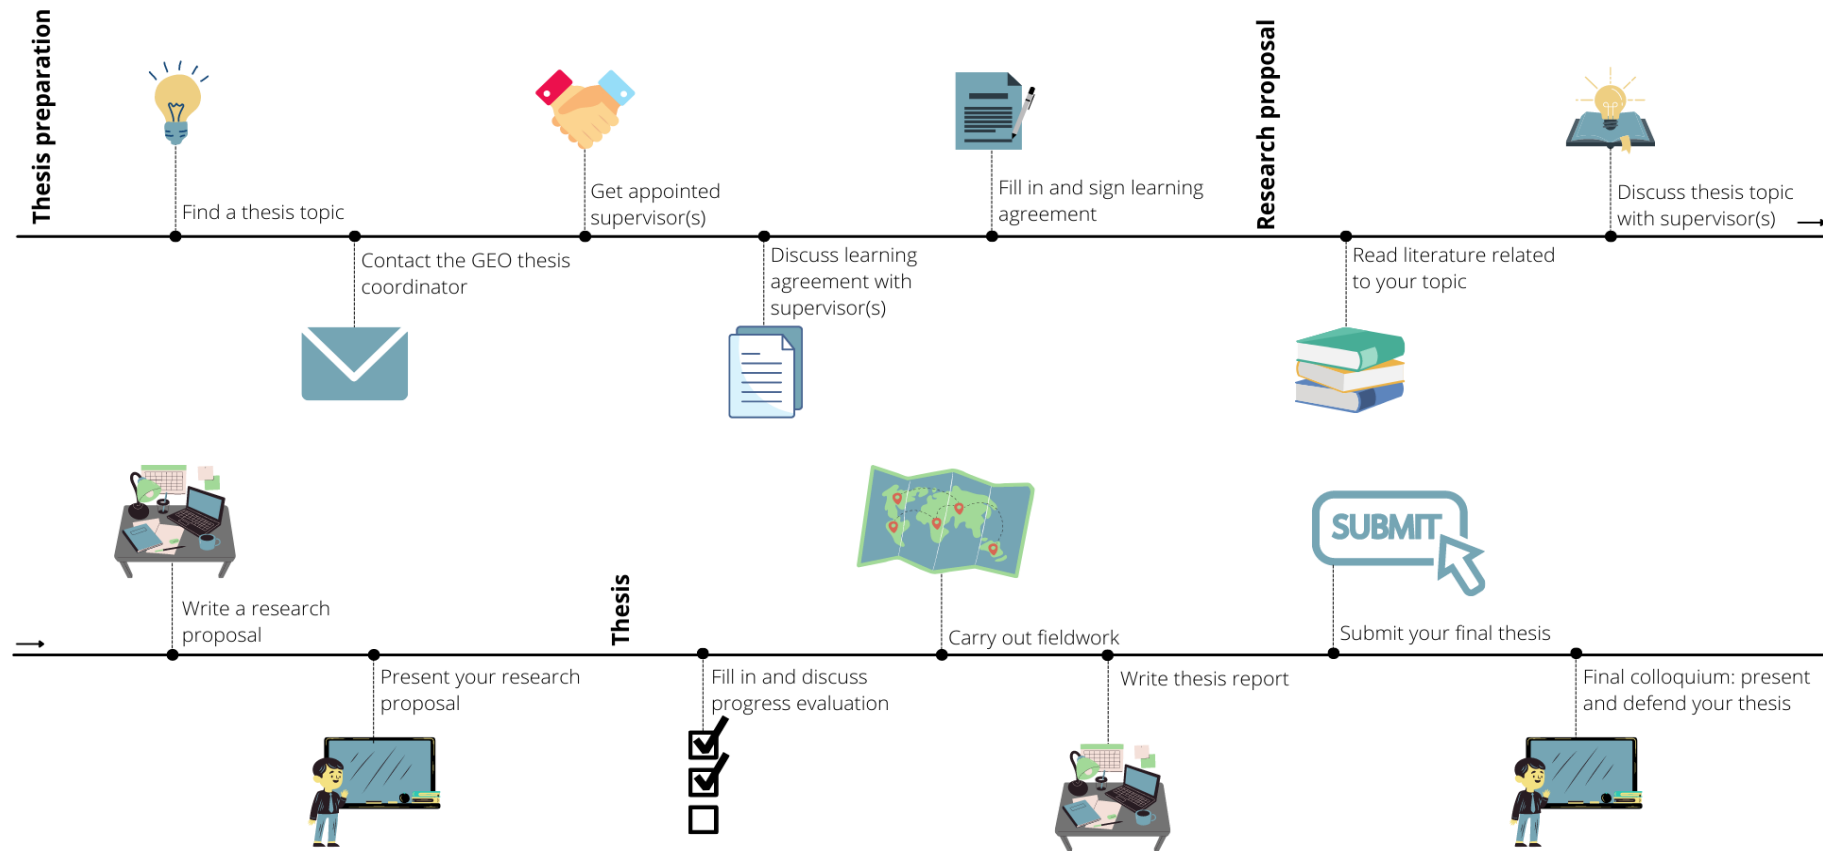 Thesis preparation
Find a thesis topic
Contact the GEO thesis
coordinator
Get appointed
supervisor(s)
Discuss learning
agreement with
supervisor(s)
Fill in and sign learning
agreement
Research proposal
Read literature related
to your topic
Discuss thesis topic
with supervisor(s)
Write a research
proposal
Present your research
proposal
Thesis
Fill in and discuss
progress evaluation
Carry out fieldwork
Write thesis report
SUBMIT
Submit your final thesis
Final colloquium: present
and defend your thesis